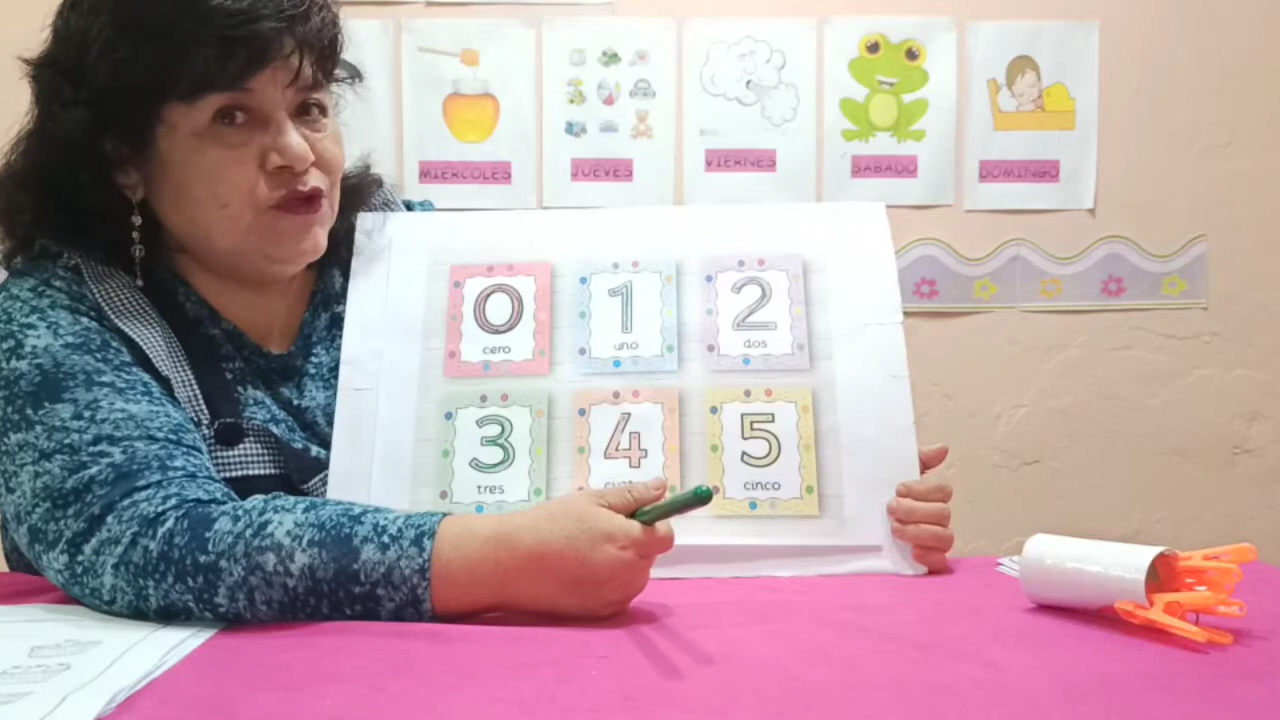 MIERCOLES
JUEVES
VIERNES
SABADO
DOMINGO
0
1
2
cero
uno
dos
3
4
5
tres
cinco